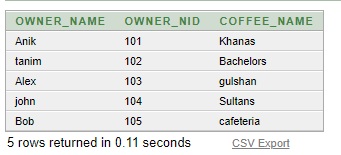 OWNER_NAME OWNER_NID COFFEE_NAME
Anik 101 Khanas
tanim 102 Bachelors
Alex 103 gulshan
john 104 Sultans
Bob 105 cafeteria
5 rows returned in 0.11 seconds CSV Export